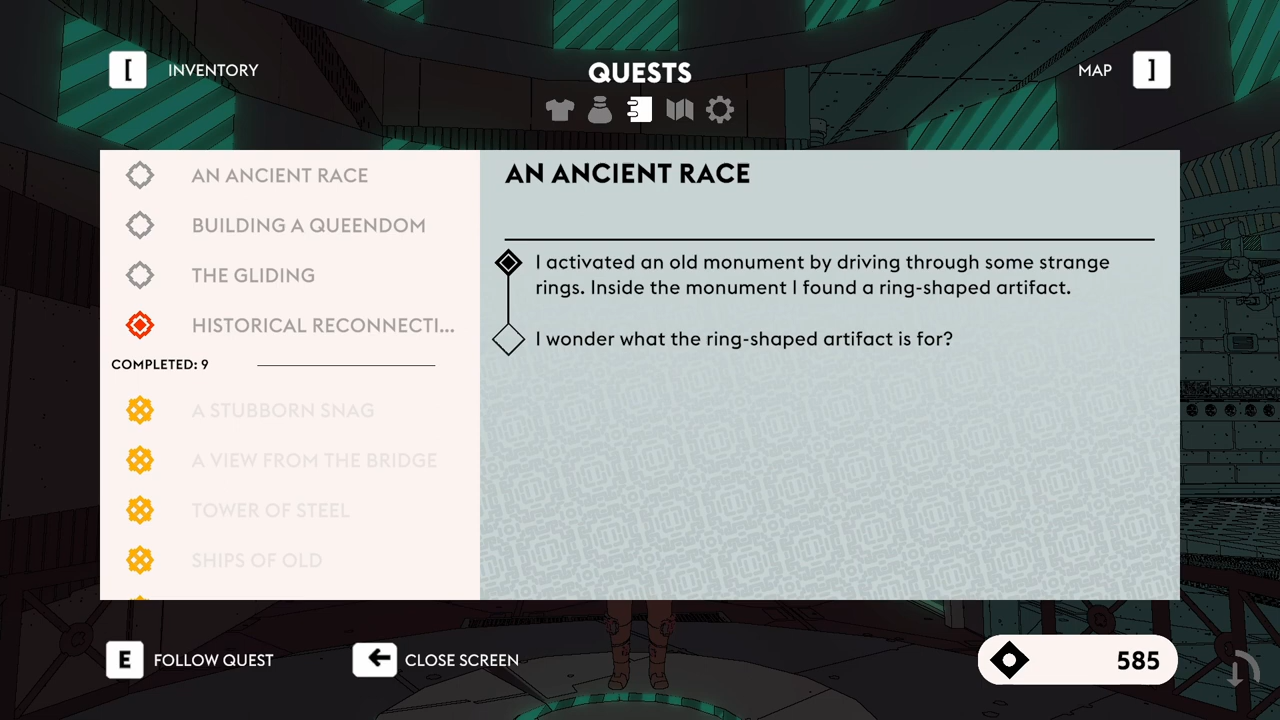 [
INVENTORY
QUESTS
MAP
]
AN ANCIENT RACE
BUILDING A QUEENDOM
THE GLIDING
HISTORICAL RECONNECTI...
COMPLETED: 9
A STUBBORN SNAG
A VIEW FROM THE BRIDGE
TOWER OF STEEL
SHIPS OF OLD
AN ANCIENT RACE
I activated an old monument by driving through some strange
rings. Inside the monument I found a ring-shaped artifact.
I wonder what the ring-shaped artifact is for?
E
FOLLOW QUEST
CLOSE SCREEN
585